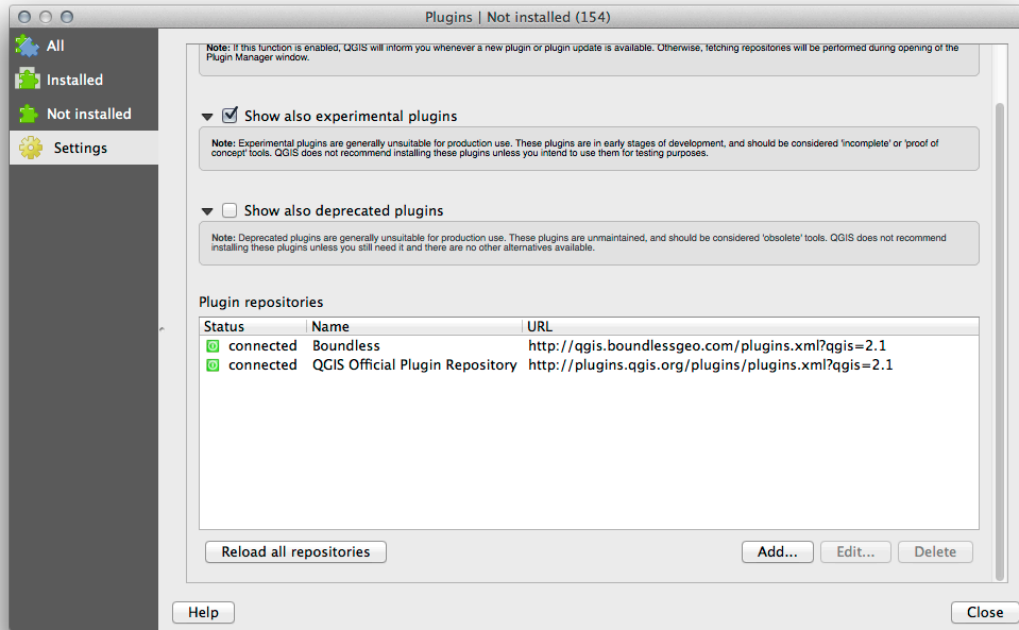 Plugins | Not installed (154)
All
Installed
Not installed
Settings
Note: If this function is enabled, QGIS will inform you whenever a new plugin or plugin update is available. Otherwise, fetching repositories will be performed during opening of the
Plugin Manager window.
Show also experimental plugins
Note: Experimental plugins are generally unsuitable for production use. These plugins are in early stages of development, and should be considered 'incomplete' or 'proof of
concept' tools. QGIS does not recommend installing these plugins unless you intend to use them for testing purposes.
Show also deprecated plugins
Note: Deprecated plugins are generally unsuitable for production use. These plugins are unmaintained, and should be considered 'obsolete' tools. QGIS does not recommend
installing these plugins unless you still need it and there are no other alternatives available.
Plugin repositories
Status Name URL
connected Boundless http://qgis.boundlessgeo.com/plugins.xml?qgis=2.1
connected QGIS Official Plugin Repository http://plugins.qgis.org/plugins/plugins.xml?qgis=2.1
Reload all repositories Add... Edit... Delete
Help Close